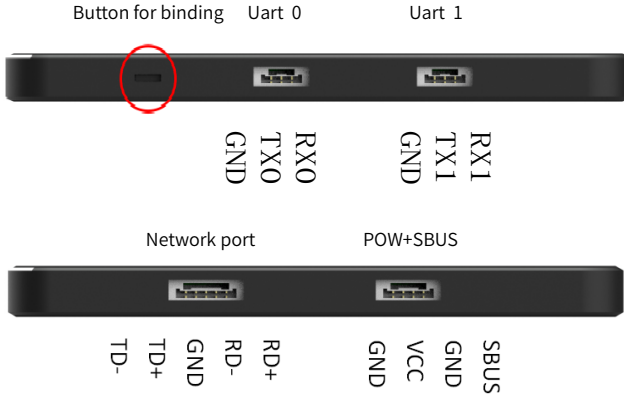 Button for binding Uart 0 Uart 1
GND TX0 RX0 GND TX1 RX1
Network port POW+SBUS
TD- TD+ GND RD- RD+ GND VCC GND SBUS